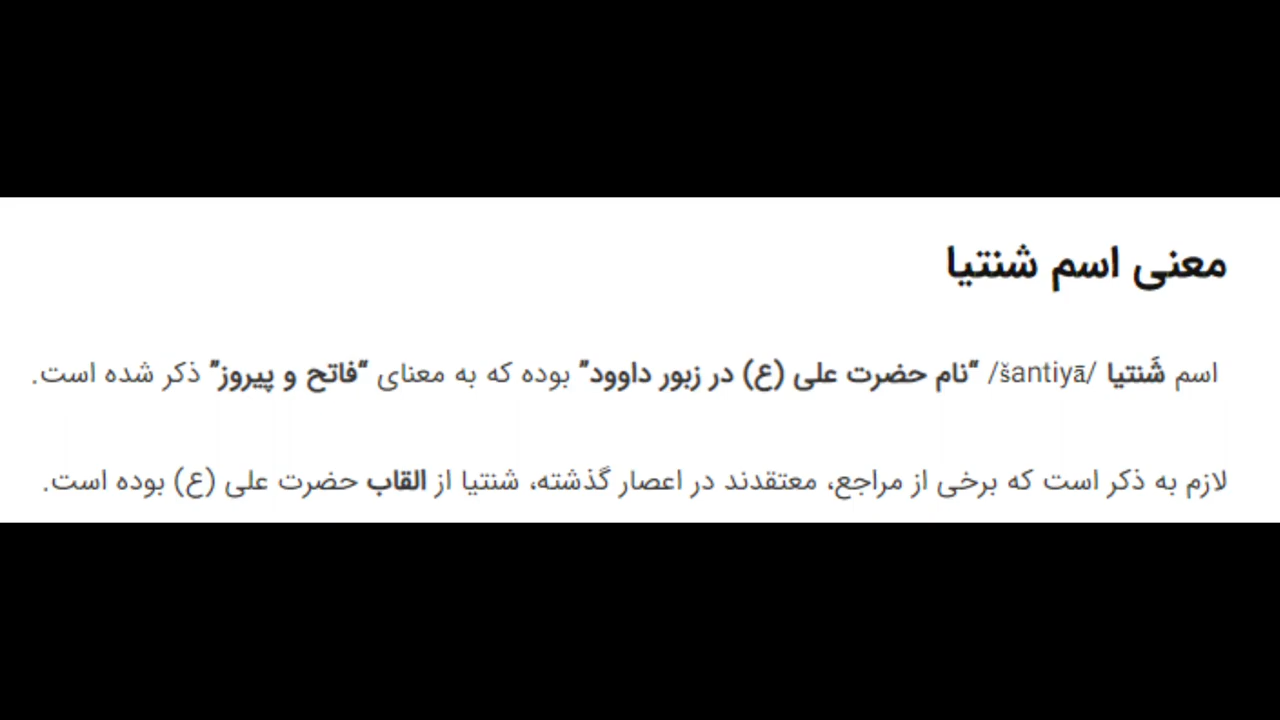 معنی اسم شنتیا
اسم شَنتیا /šantiyā/ “نام حضرت علی (ع) در زبور داوود” بوده که به معنای “فاتح و پیروز” ذکر شده است.
لازم به ذکر است که برخی از مراجع، معتقدند در اعصار گذشته، شنتیا از القاب حضرت علی (ع) بوده است.